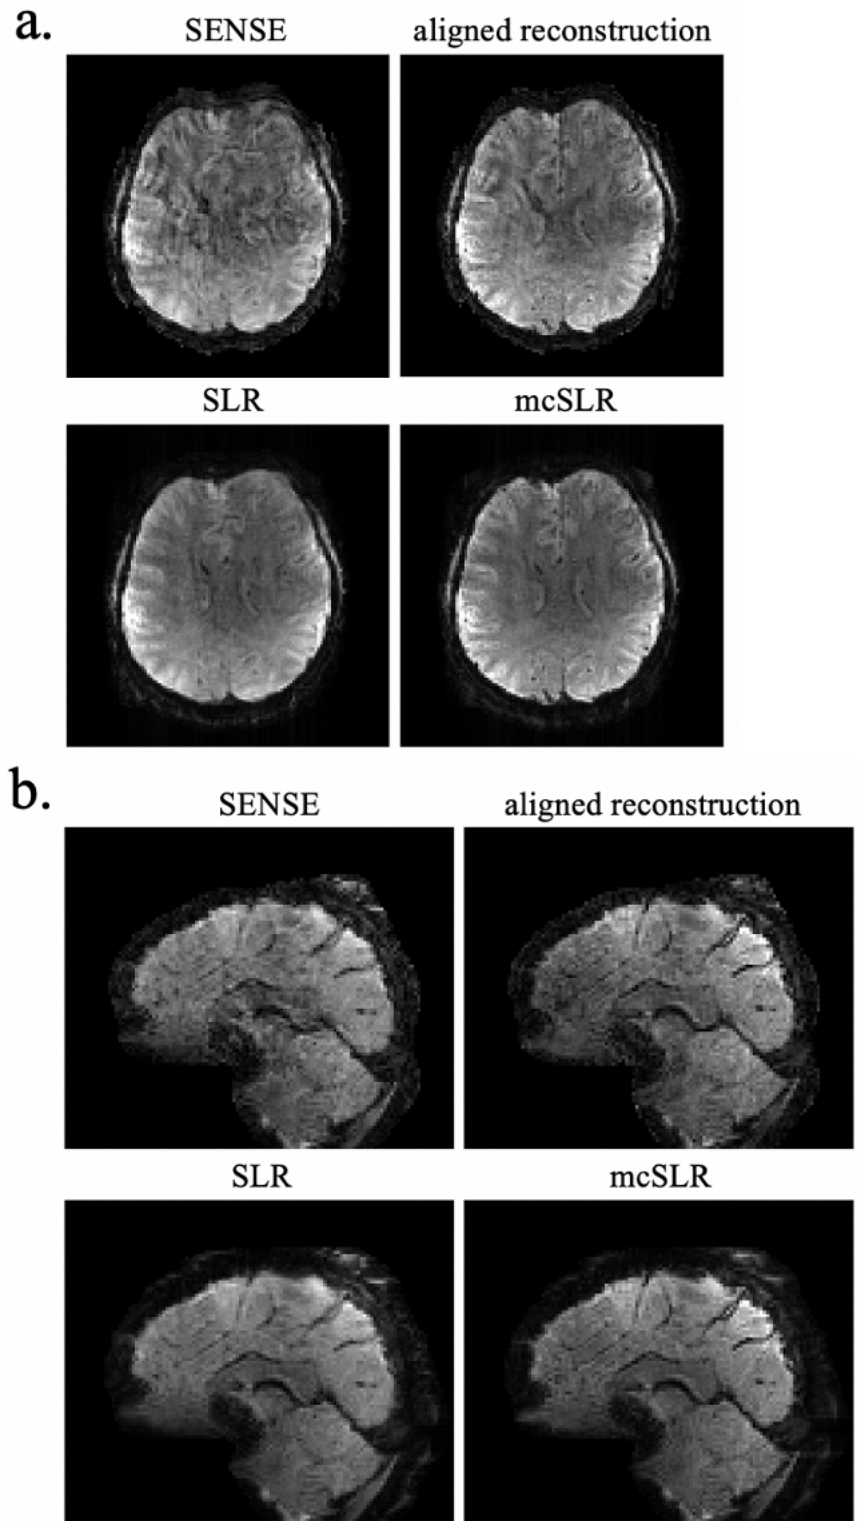 a.
SENSE aligned reconstruction
SLR mcSLR
b.
SENSE aligned reconstruction
SLR mcSLR